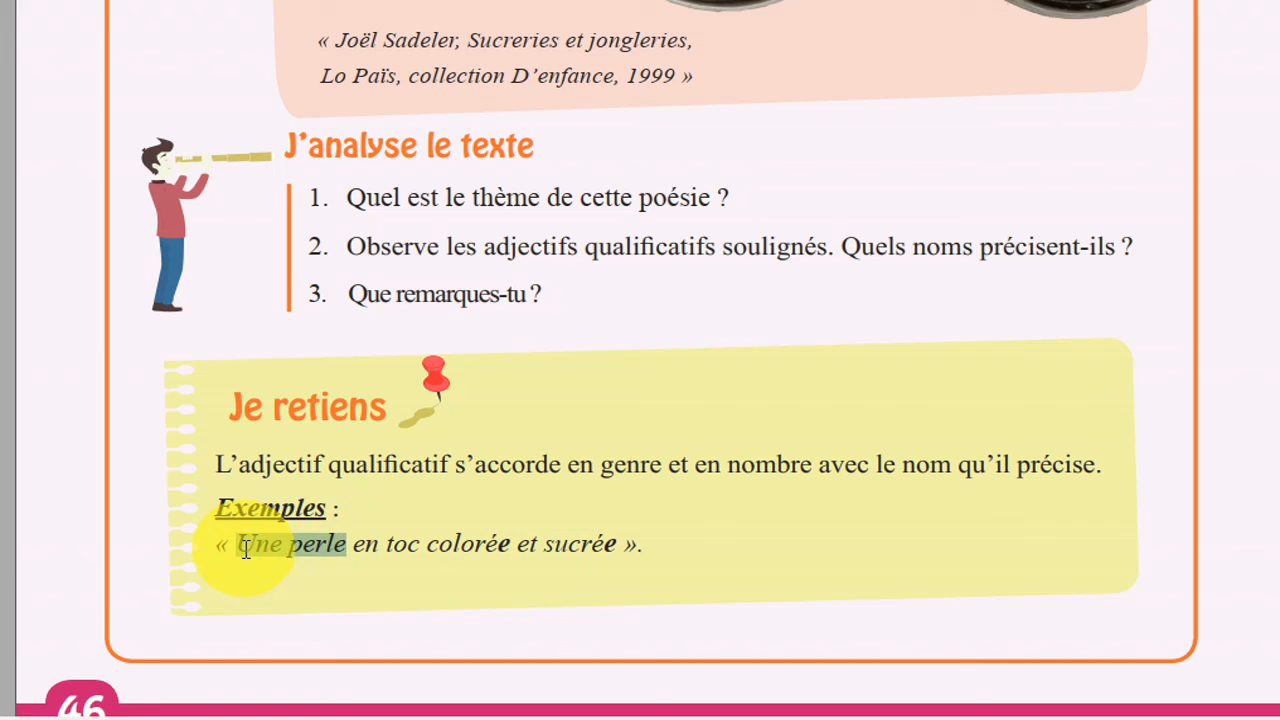 « Joël Sadeler, Sucreries et jongleries,
Lo Païs, collection D’enfance, 1999 »
J’analyse le texte
1. Quel est le thème de cette poésie ?
2. Observe les adjectifs qualificatifs soulignés. Quels noms précisent-ils ?
3. Que remarques-tu ?
Je retiens
L’adjectif qualificatif s’accorde en genre et en nombre avec le nom qu’il précise.
Exemples :
« Une perle en toc colorée et sucrée ».
46